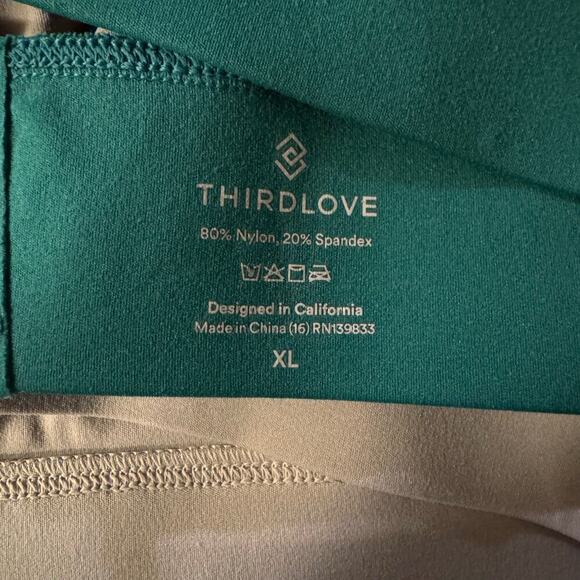 THIRDLOVE
80% Nylon, 20% Spandex
Designed in California
Made in China (16) RN139833
XL